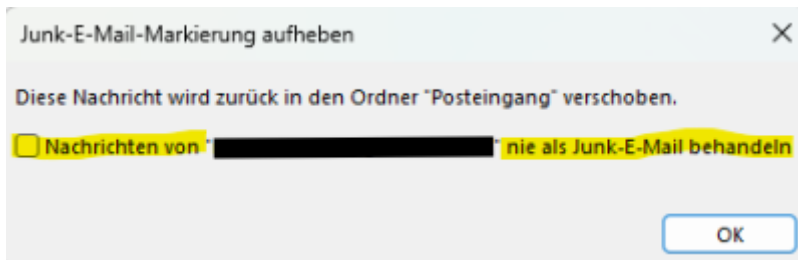 Junk-E-Mail-Markierung aufheben
Diese Nachricht wird zurück in den Ordner "Posteingang" verschoben.
Nachrichten von " " nie als Junk-E-Mail behandeln
OK